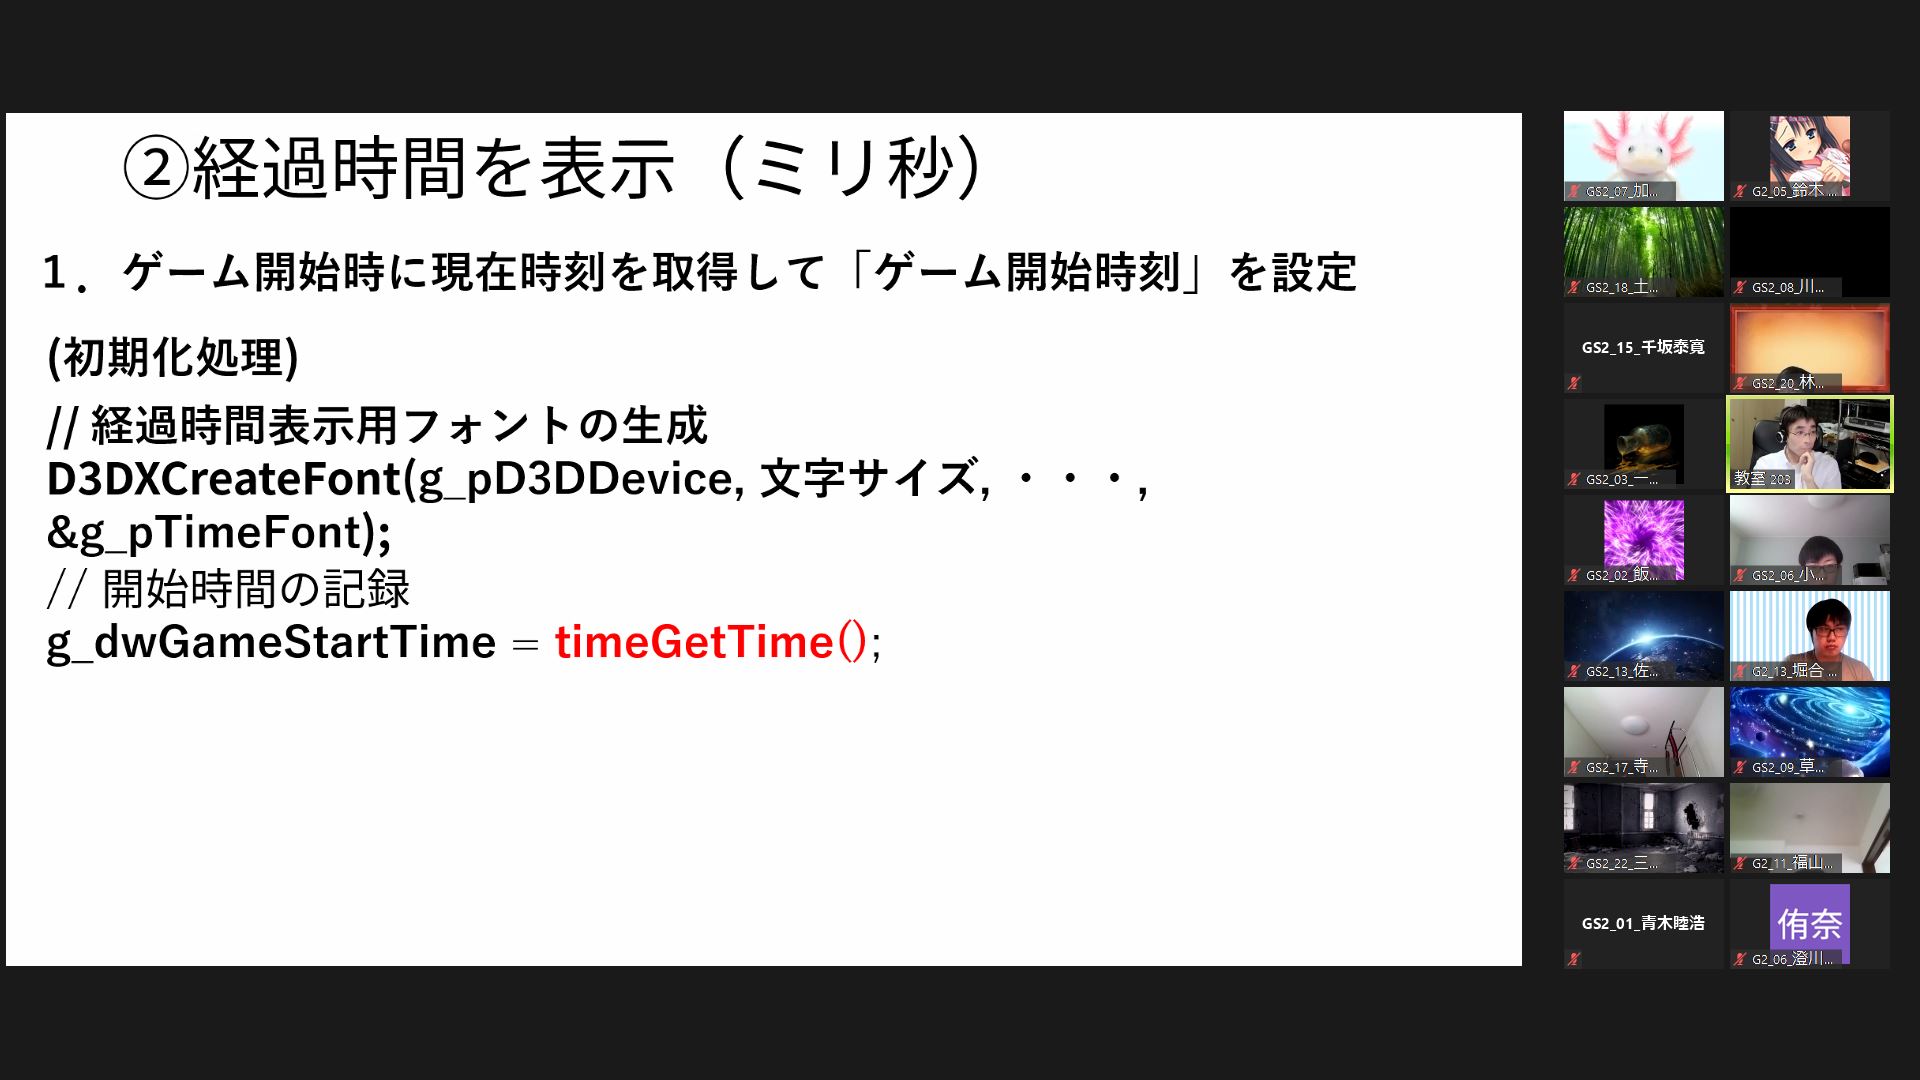 ②経過時間を表示（ミリ秒）
1．ゲーム開始時に現在時刻を取得して「ゲーム開始時刻」を設定
(初期化処理)
// 経過時間表示用フォントの生成
D3DXCreateFont(g_pD3DDevice, 文字サイズ, ・・・,
&g_pTimeFont);
// 開始時間の記録
g_dwGameStartTime = timeGetTime();
GS2_07_加...
G2_05_鈴木 ...
GS2_18_土...
GS2_08_川...
GS2_15_千坂泰寛
GS2_20_林...
GS2_03_一...
教室 203
GS2_02_飯...
GS2_06_小...
GS2_13_佐...
G2_13_堀合 ...
GS2_17_寺...
GS2_09_草...
GS2_22_三...
G2_11_福山...
GS2_01_青木睦浩
侑奈
G2_06_澄川...